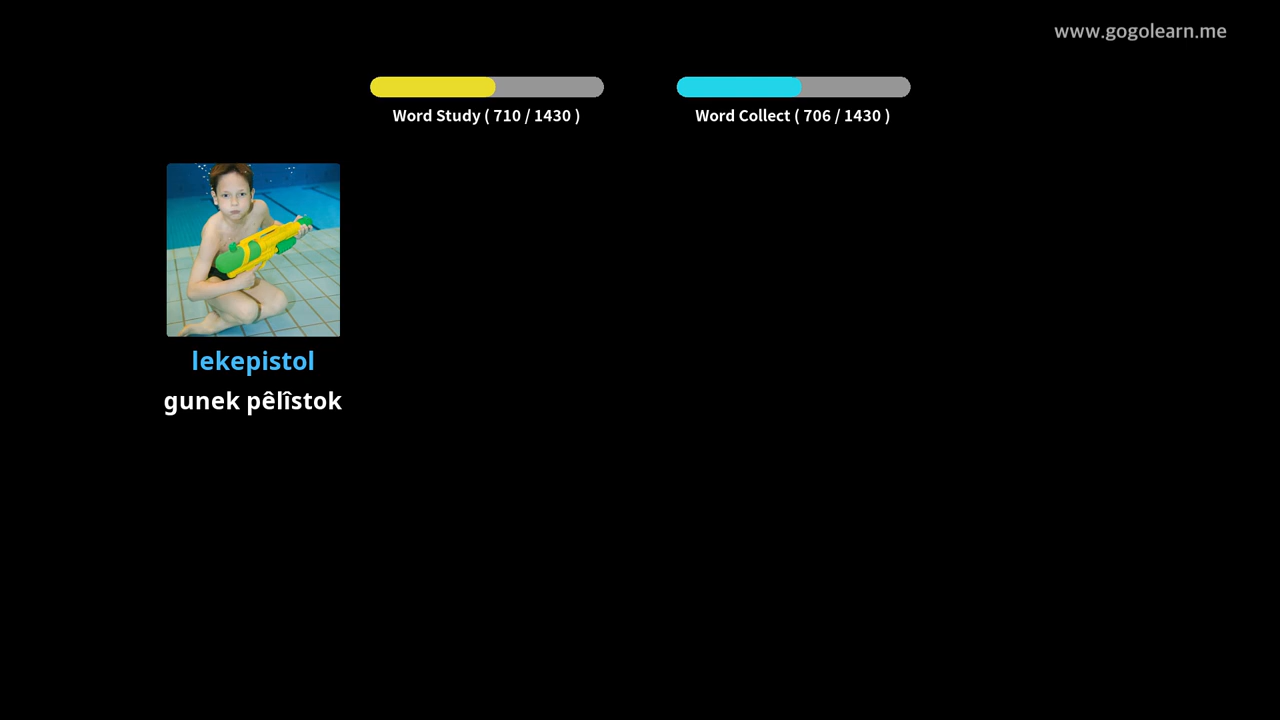 www.gogolearn.me
Word Study ( 710 / 1430 )
Word Collect ( 706 / 1430 )
lekepistol
gunek pêlîstok